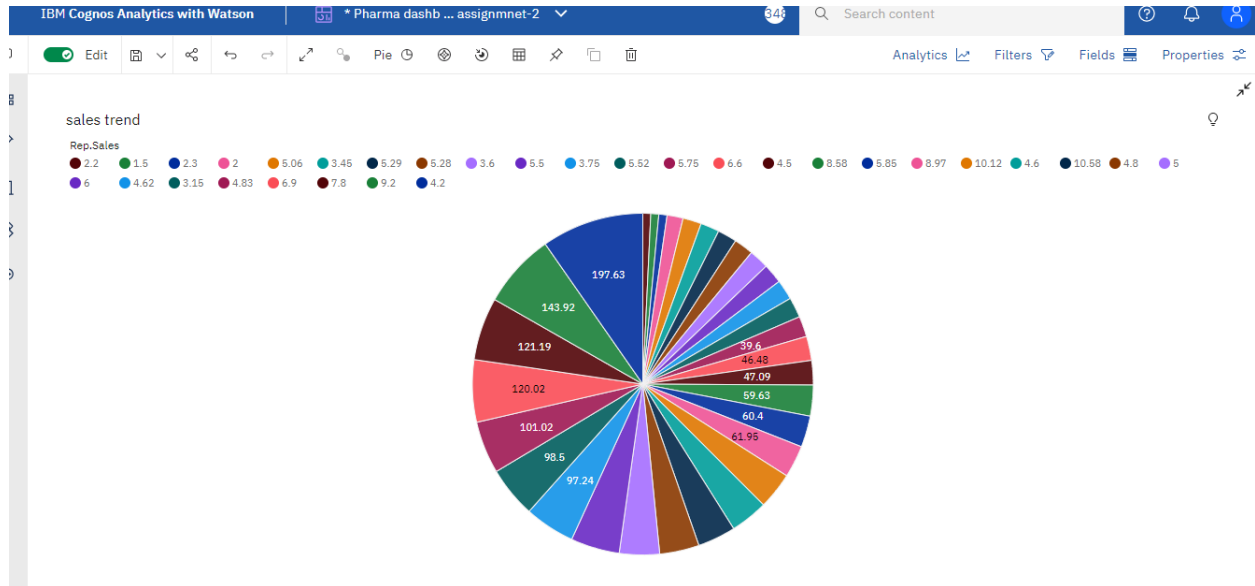 IBM Cognos Analytics with Watson
* Pharma dashb ... assignmnet-2
Search content
Edit
Pie
Analytics
Filters
Fields
Properties
sales trend
Rep.Sales
2.2 1.5 2.3 2 5.06 3.45 5.29 5.28 3.6 5.5 3.75 5.52 5.75 6.6 4.5 8.58 5.85 8.97 10.12 4.6 10.58 4.8 5
6 4.62 3.15 4.83 6.9 7.8 9.2 4.2
197.63
143.92
121.19
120.02
101.02
98.5
97.24
39.6
46.48
47.09
59.63
60.4
61.95